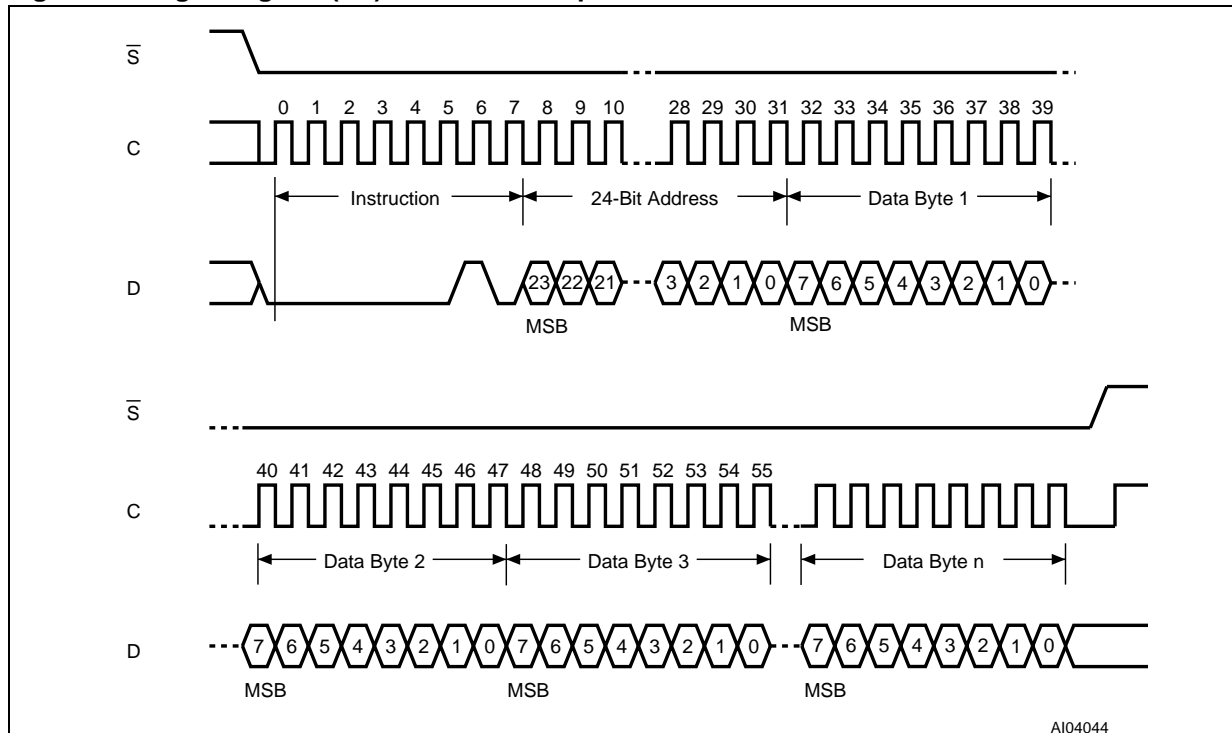 S
0 1 2 3 4 5 6 7 8 9 10 28 29 30 31 32 33 34 35 36 37 38 39
C
Instruction 24-Bit Address Data Byte 1
D 23 22 21 3 2 1 0 7 6 5 4 3 2 1 0
MSB MSB
S
40 41 42 43 44 45 46 47 48 49 50 51 52 53 54 55
C
Data Byte 2 Data Byte 3 Data Byte n
D 7 6 5 4 3 2 1 0 7 6 5 4 3 2 1 0 7 6 5 4 3 2 1 0
MSB MSB MSB
AI04044